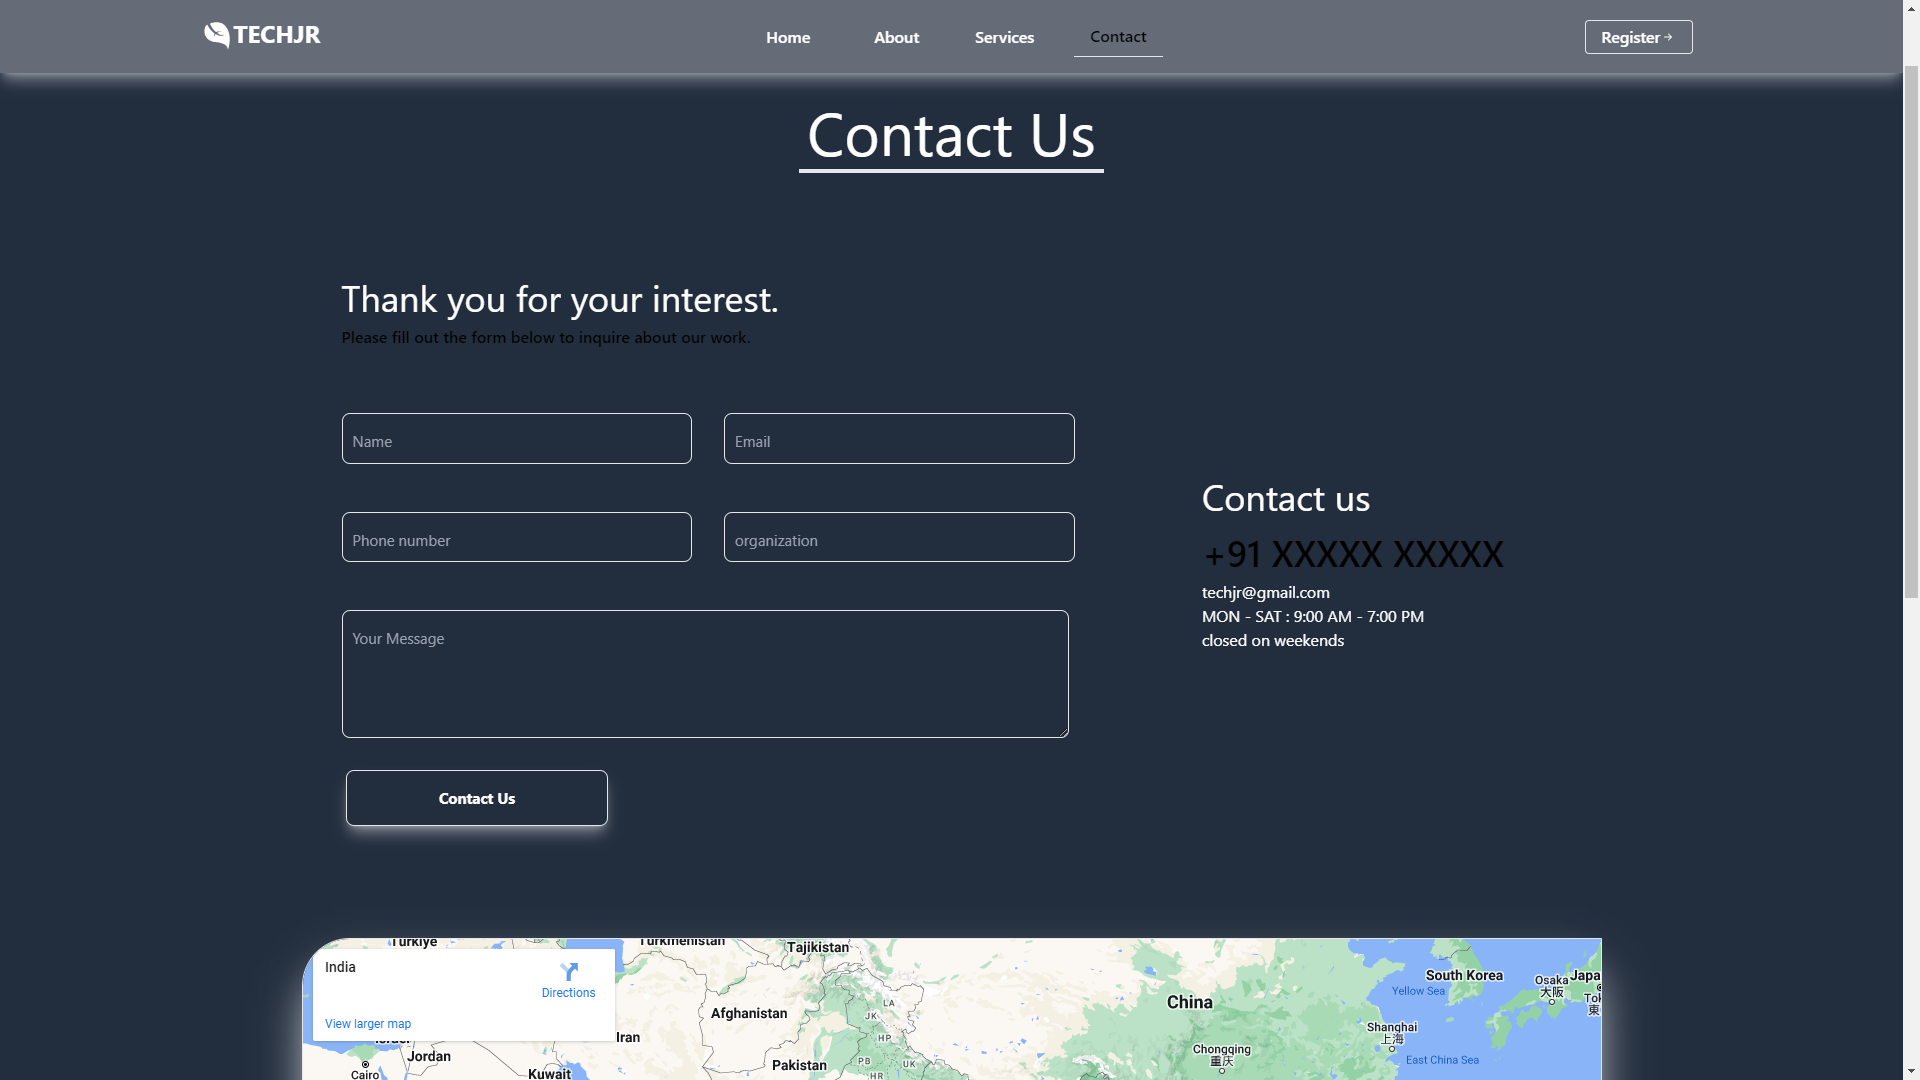 TECHJR
Home
About
Services
Contact
Register
Contact Us
Thank you for your interest.
Please fill out the form below to inquire about our work.
Name
Email
Phone number
organization
Your Message
Contact Us
Contact us
+91 XXXXX XXXXX
techjr@gmail.com
MON - SAT : 9:00 AM - 7:00 PM
closed on weekends
India
Directions
View larger map
Türkiye
Turkmenistan
Tajikistan
Afghanistan
Iran
Israel
Jordan
Cairo
Kuwait
Pakistan
LA
JK
HP
PB
UK
HR
China
Chongqing
重庆
Shanghai
上海
South Korea
Yellow Sea
East China Sea
Osaka
大阪
Japa
Tok
東